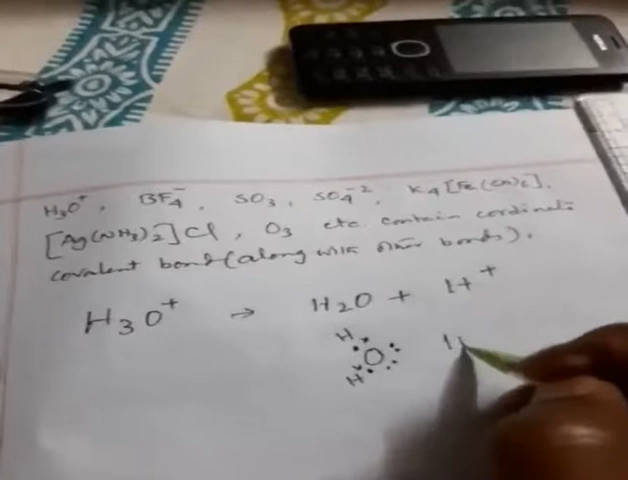 H3O+, BF4-, SO3, SO4-2, K4[Fe(CN)6],
[Ag(NH3)2]Cl, O3 etc. contain cordinate
covalent bond (along with other bonds).
H3O+ → H2O + H+
H
O
H
H